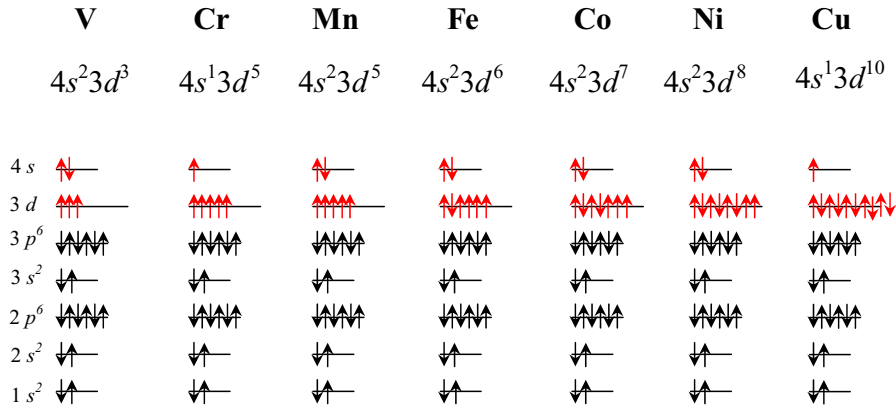 V Cr Mn Fe Co Ni Cu
4s²3d³ 4s¹3d⁵ 4s²3d⁵ 4s²3d⁶ 4s²3d⁷ 4s²3d⁸ 4s¹3d¹⁰
4 s
3 d
3 p⁶
3 s²
2 p⁶
2 s²
1 s²